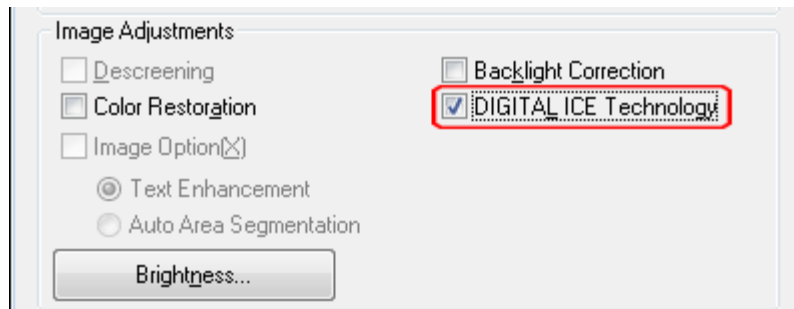 Image Adjustments
Descreening
Backlight Correction
Color Restoration
DIGITAL ICE Technology
Image Option(X)
Text Enhancement
Auto Area Segmentation
Brightness...